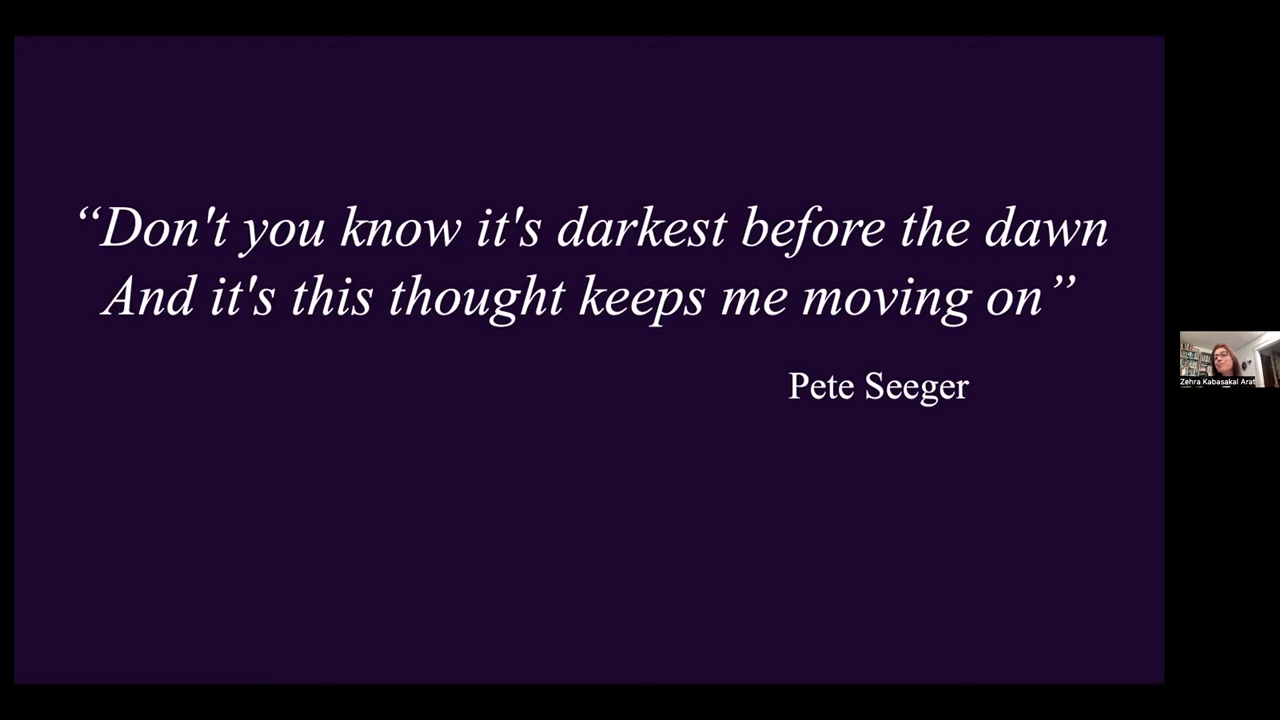 “Don't you know it's darkest before the dawn
And it's this thought keeps me moving on”
Pete Seeger
Zehra Kabasakal Arat